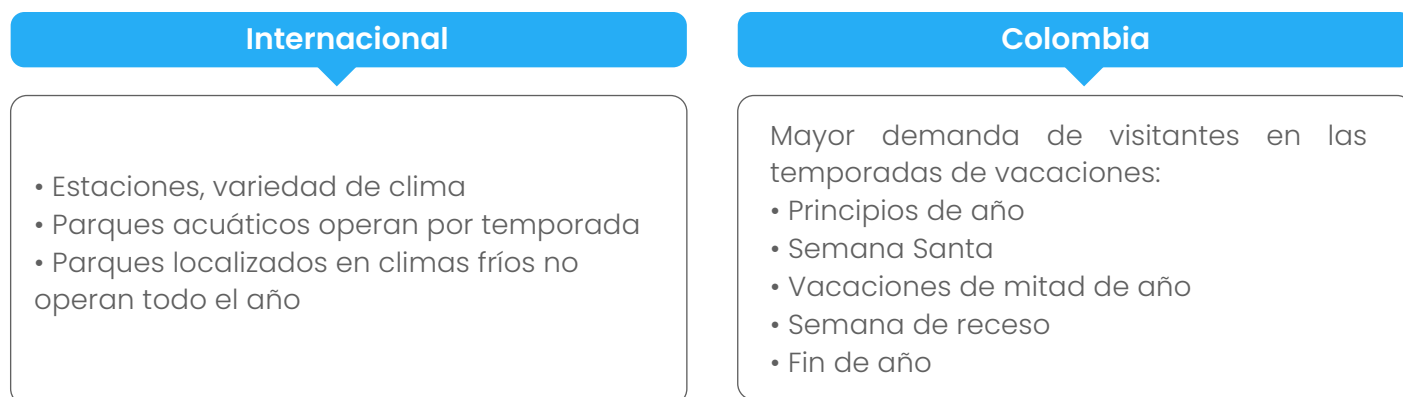 Internacional
• Estaciones, variedad de clima
• Parques acuáticos operan por temporada
• Parques localizados en climas fríos no
operan todo el año
Colombia
Mayor demanda de visitantes en las
temporadas de vacaciones:
• Principios de año
• Semana Santa
• Vacaciones de mitad de año
• Semana de receso
• Fin de año